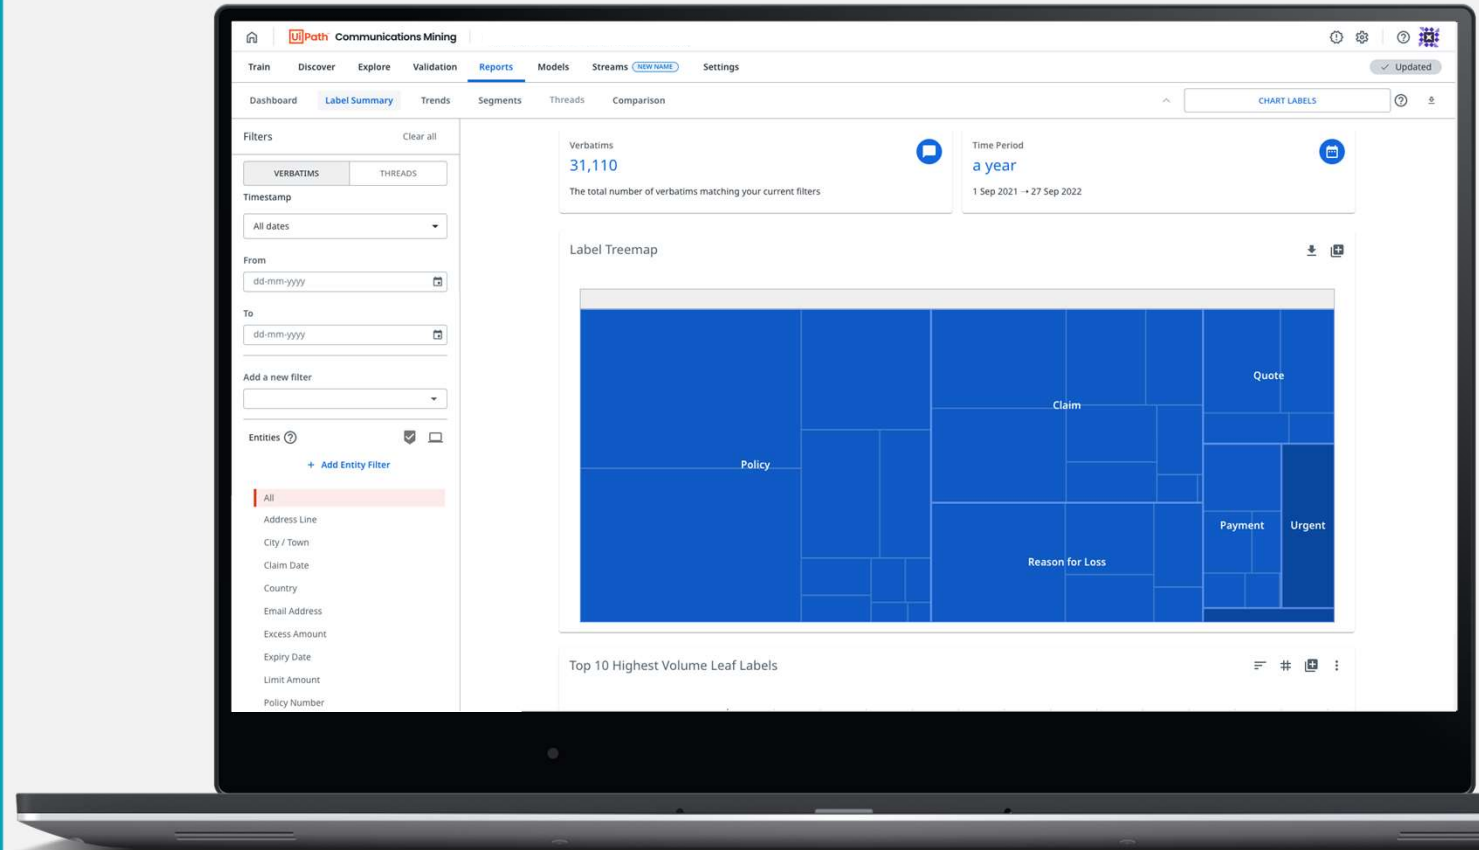 UiPath Communications Mining
Train Discover Explore Validation Reports Models Streams NEW NAME Settings
Updated
Dashboard Label Summary Trends Segments Threads Comparison
CHART LABELS
Filters Clear all
VERBATIMS THREADS
Timestamp
All dates
From
dd-mm-yyyy
To
dd-mm-yyyy
Add a new filter
Entities
+ Add Entity Filter
All
Address Line
City / Town
Claim Date
Country
Email Address
Excess Amount
Expiry Date
Limit Amount
Policy Number
Verbatims
31,110
The total number of verbatims matching your current filters
Time Period
a year
1 Sep 2021 → 27 Sep 2022
Label Treemap
Policy
Claim
Reason for Loss
Quote
Payment
Urgent
Top 10 Highest Volume Leaf Labels